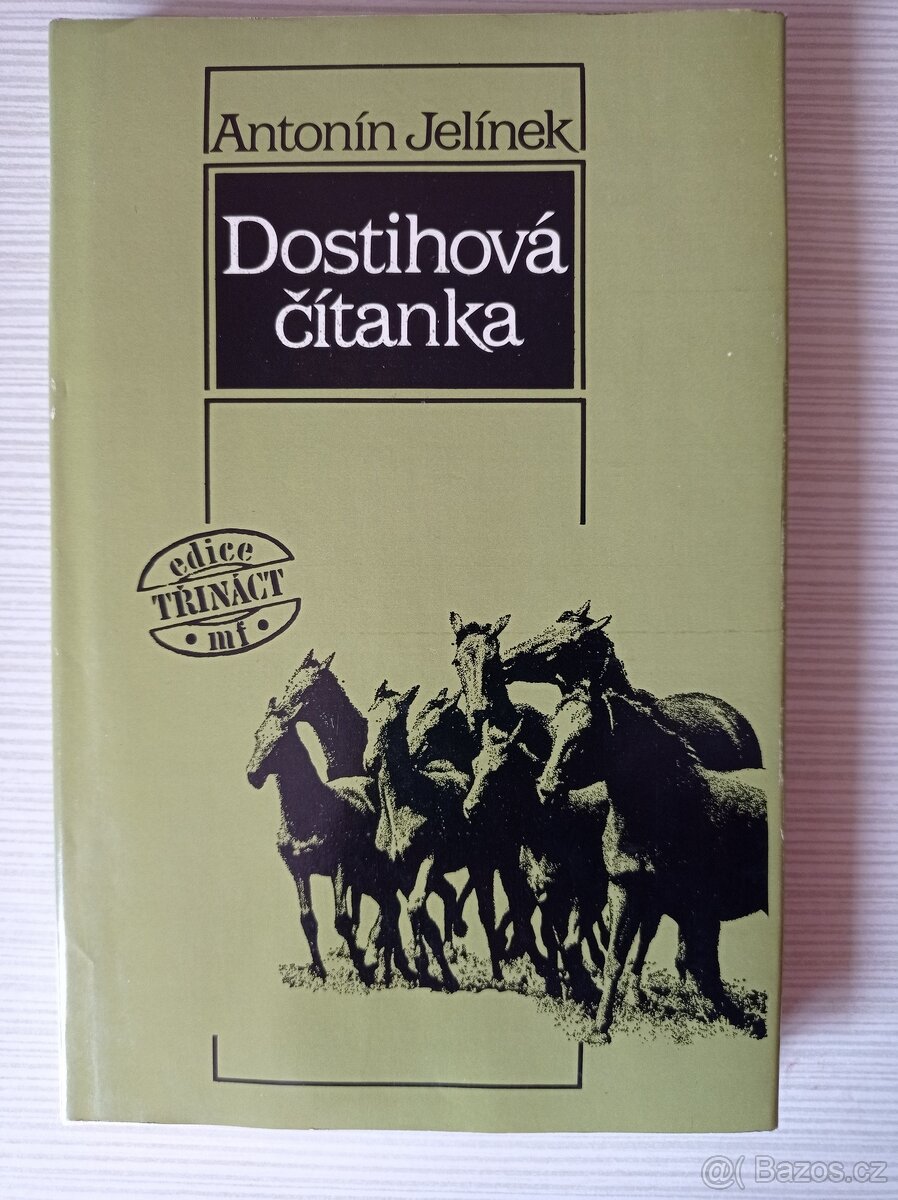 Antonín Jelínek
Dostihová
čítanka
edice
TŘINÁCT
• mf •
@( Bazos.cz